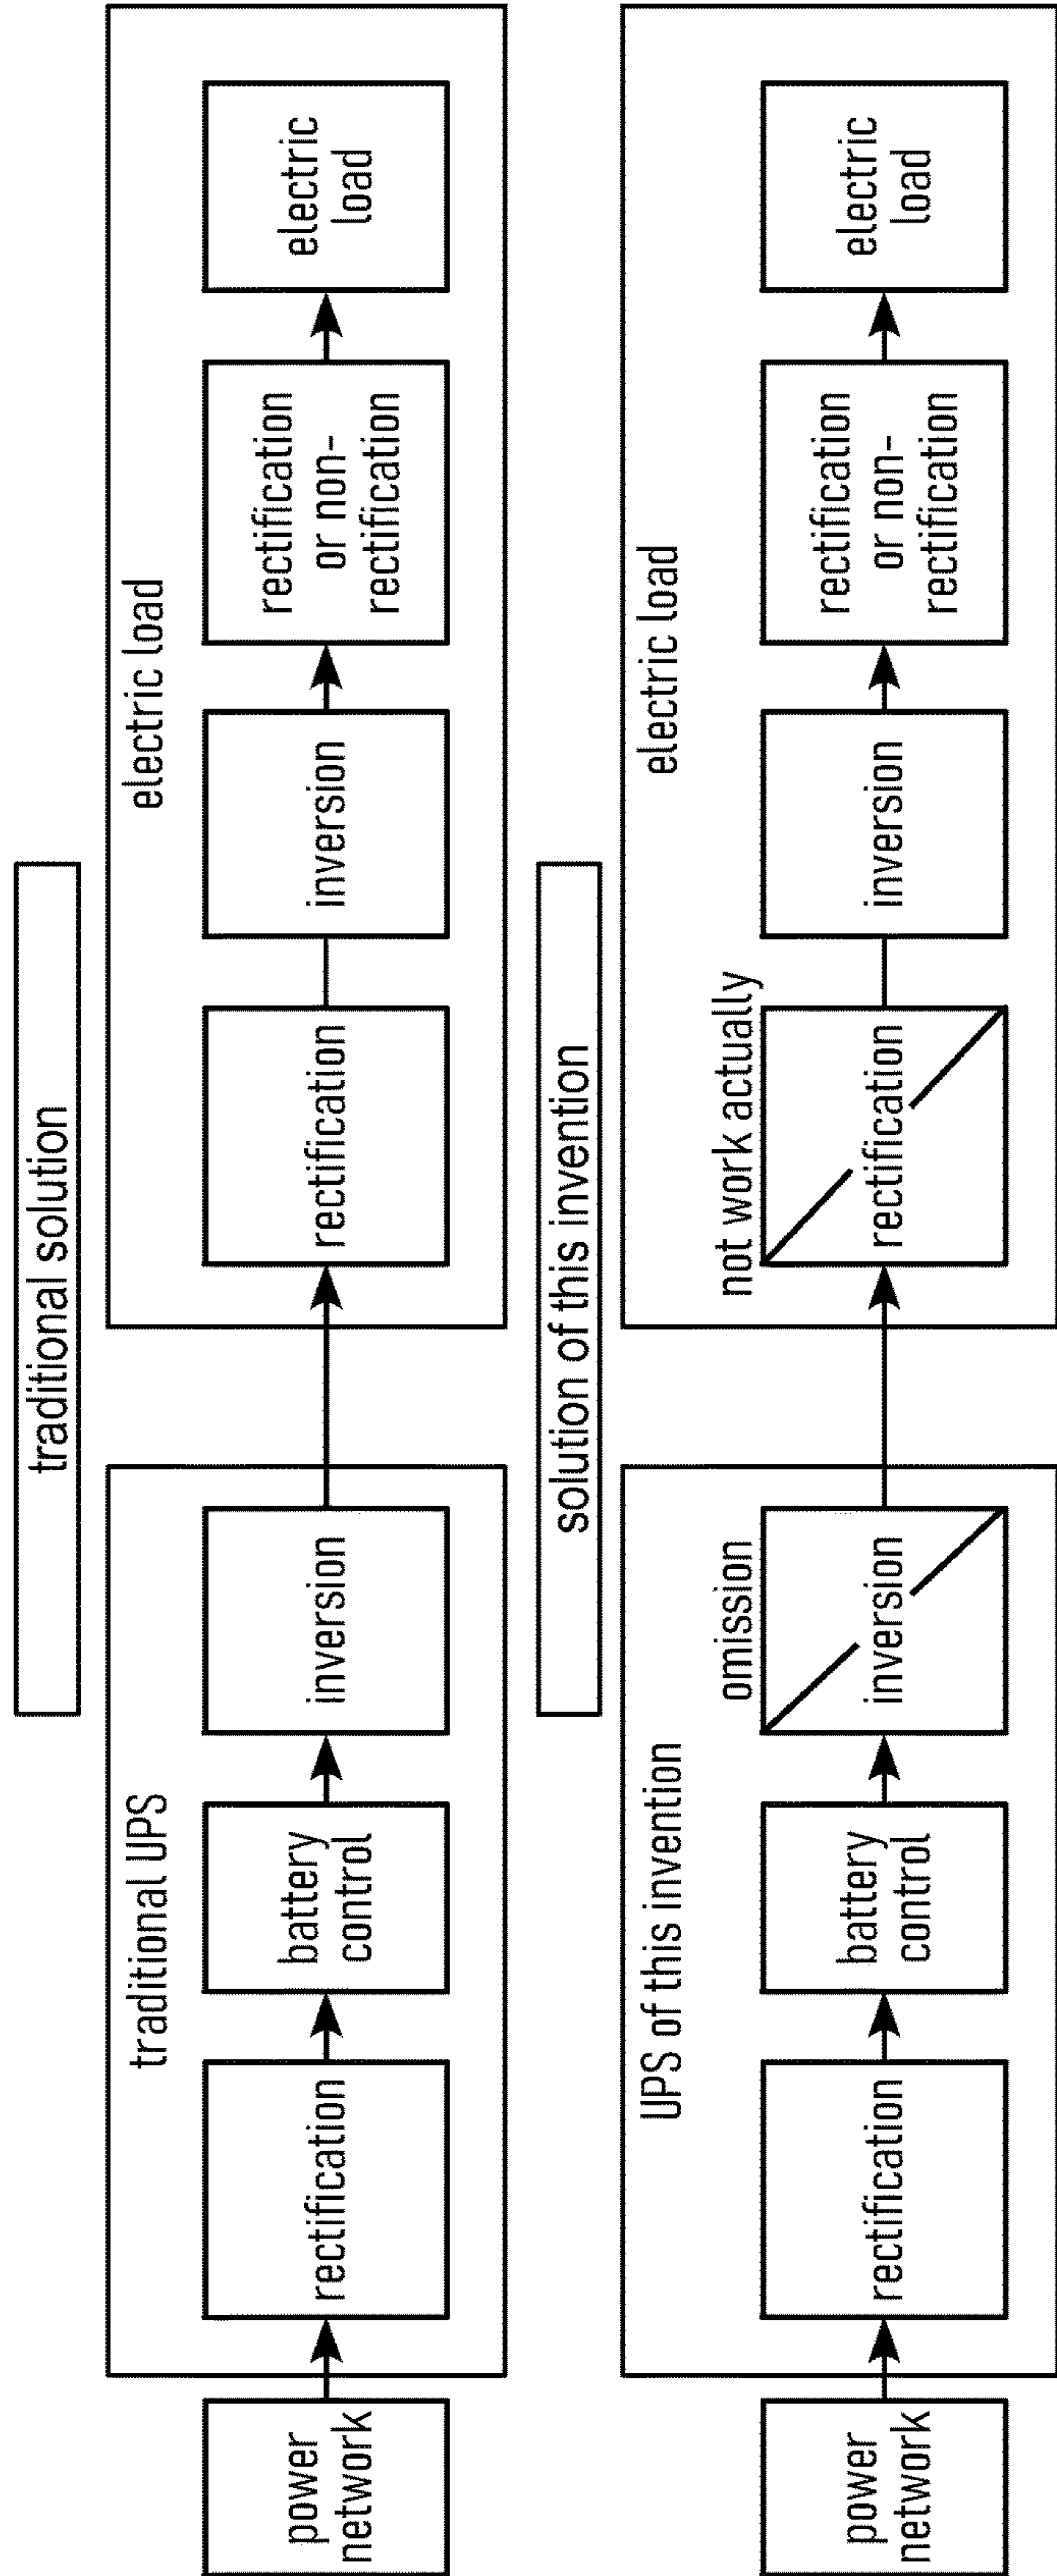 traditional solution
traditional UPS
electric load
power
network
rectification
battery
control
inversion
rectification
inversion
rectification
or non-
rectification
electric
load
solution of this invention
UPS of this invention
electric load
omission
not work actually
power
network
rectification
battery
control
inversion
rectification
inversion
rectification
or non-
rectification
electric
load